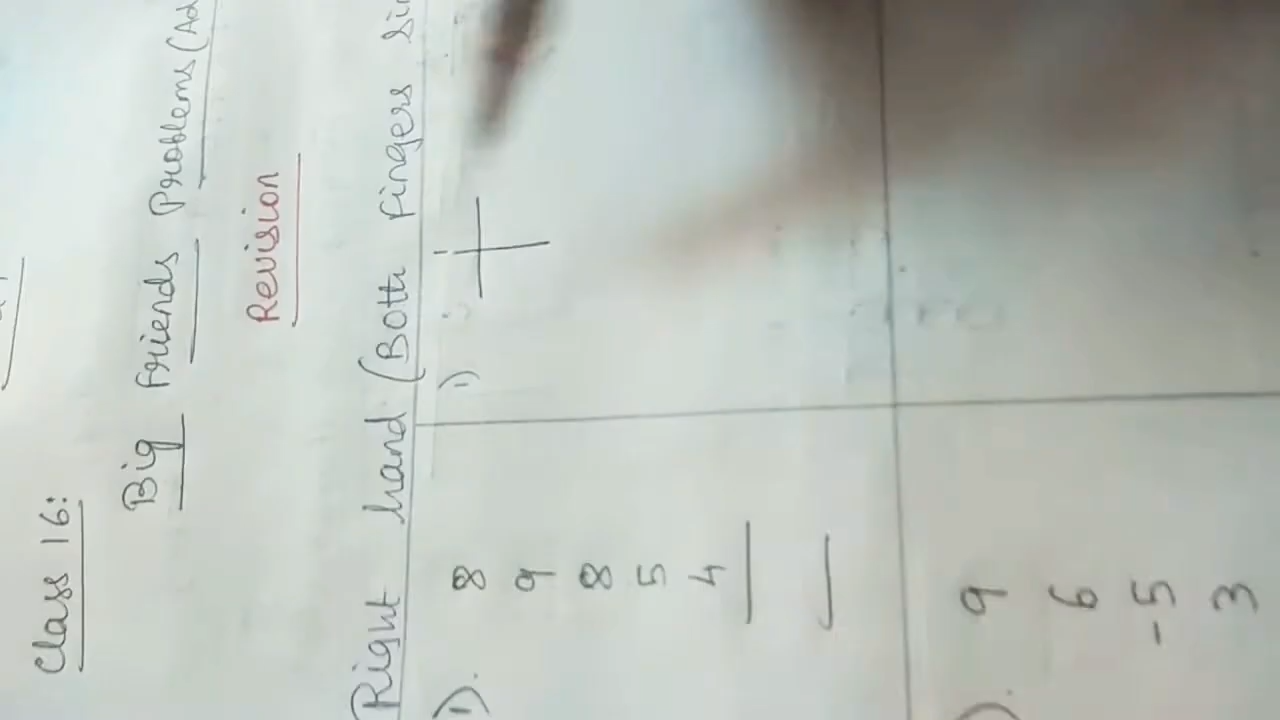 Class 16:
Big Friends Problems
Revision
Right hand (Both Fingers
1). 8
9
8
5
4
1)
9
6
-5
3